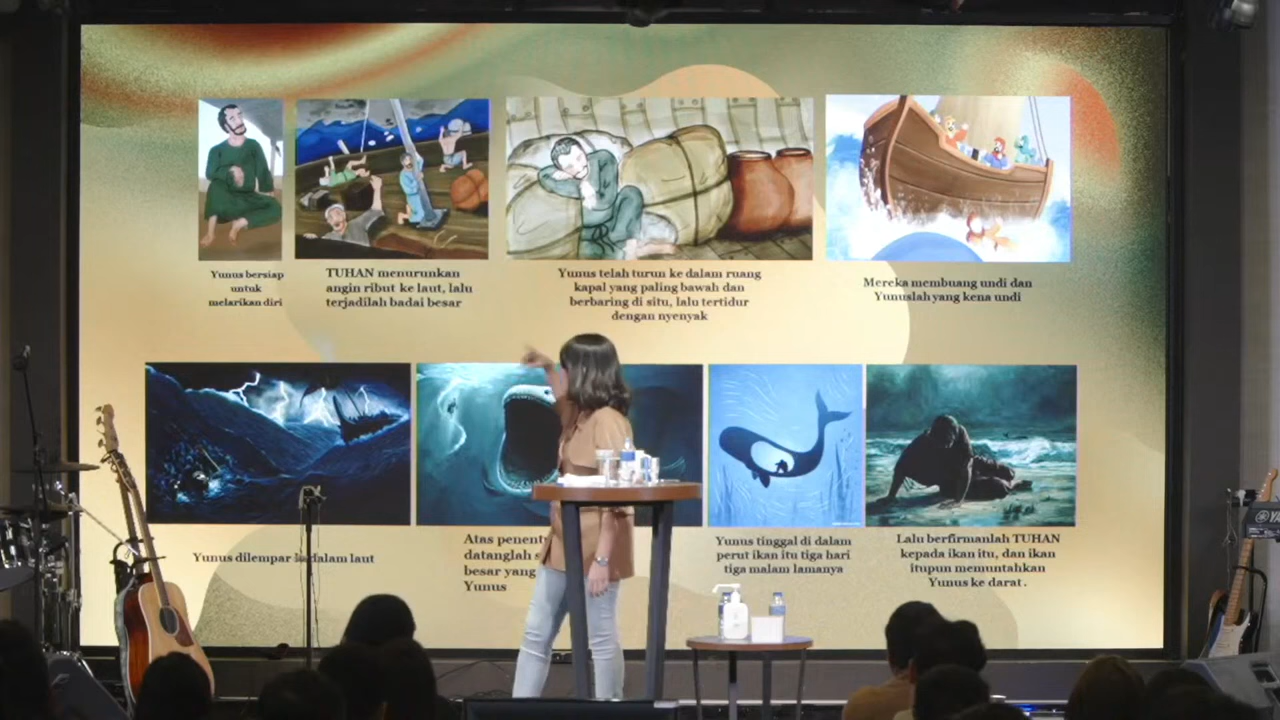 Yunus bersiap
untuk
melarikan diri
TUHAN menurunkan
angin ribut ke laut, lalu
terjadilah badai besar
Yunus telah turun ke dalam ruang
kapal yang paling bawah dan
berbaring di situ, lalu tertidur
dengan nyenyak
Mereka membuang undi dan
Yunuslah yang kena undi
Yunus dilempar ke dalam laut
Atas
datanglah
besar yang
Yunus
Yunus tinggal di dalam
perut ikan itu tiga hari
tiga malam lamanya
Lalu berfirmanlah TUHAN
kepada ikan itu, dan ikan
itupun memuntahkan
Yunus ke darat.